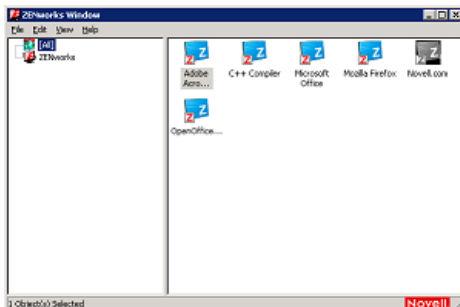 ZENworks Window
File Edit View Help
[All]
ZENworks
Adobe Acro...
C++ Compiler
Microsoft Office
Mozilla Firefox
Novell.com
OpenOffice....
1 Object(s) Selected
Novell